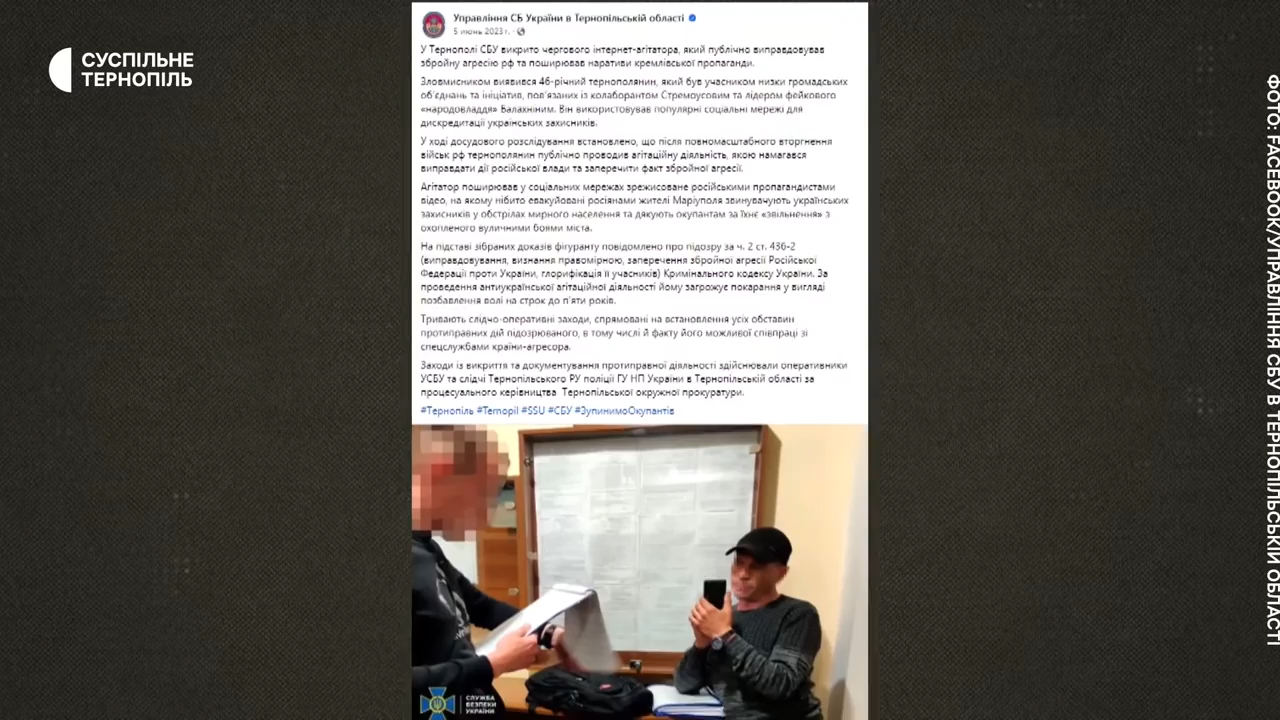 СУСПІЛЬНЕ
ТЕРНОПІЛЬ
Управління СБ України в Тернопільській області
5 июнь 2023 г. ·
У Тернополі СБУ викрито чергового інтернет-агітатора, який публічно виправдовував
збройну агресію рф та поширював наративи кремлівської пропаганди.
Зловмисником виявився 46-річний тернополянин, який був учасником низки громадських
об'єднань та ініціатив, пов'язаних із колаборантом Стремоусовим та лідером фейкового
«народовладдя» Балахніним. Він використовував популярні соціальні мережі для
дискредитації українських захисників.
У ході досудового розслідування встановлено, що після повномасштабного вторгнення
військ рф тернополянин публічно проводив агітаційну діяльність, якою намагався
виправдати дії російської влади та заперечити факт збройної агресії.
Агітатор поширював у соціальних мережах зрежисоване російськими пропагандистами
відео, на якому нібито евакуйовані росіянами жителі Маріуполя звинувачують українських
захисників у обстрілах мирного населення та дякують окупантам за їхнє «звільнення» з
охопленого вуличними боями міста.
На підставі зібраних доказів фігуранту повідомлено про підозру за ч. 2 ст. 436-2
(виправдовування, визнання правомірною, заперечення збройної агресії Російської
Федерації проти України, глорифікація її учасників) Кримінального кодексу України. За
проведення антиукраїнської агітаційної діяльності йому загрожує покарання у вигляді
позбавлення волі на строк до п'яти років.
Тривають слідчо-оперативні заходи, спрямовані на встановлення усіх обставин
протиправних дій підозрюваного, в тому числі й факту його можливої співпраці зі
спецслужбами країни-агресора.
Заходи із викриття та документування протиправної діяльності здійснювали оперативники
УСБУ та слідчі Тернопільського РУ поліції ГУ НП України в Тернопільській області за
процесуального керівництва Тернопільської окружної прокуратури.
#Тернопіль #Ternopil #SSU #СБУ #ЗупинимоОкупантів
СЛУЖБА
БЕЗПЕКИ
УКРАЇНИ
ФОТО: FACEBOOK/УПРАВЛІННЯ СБУ В ТЕРНОПІЛЬСЬКІЙ ОБЛАСТІ